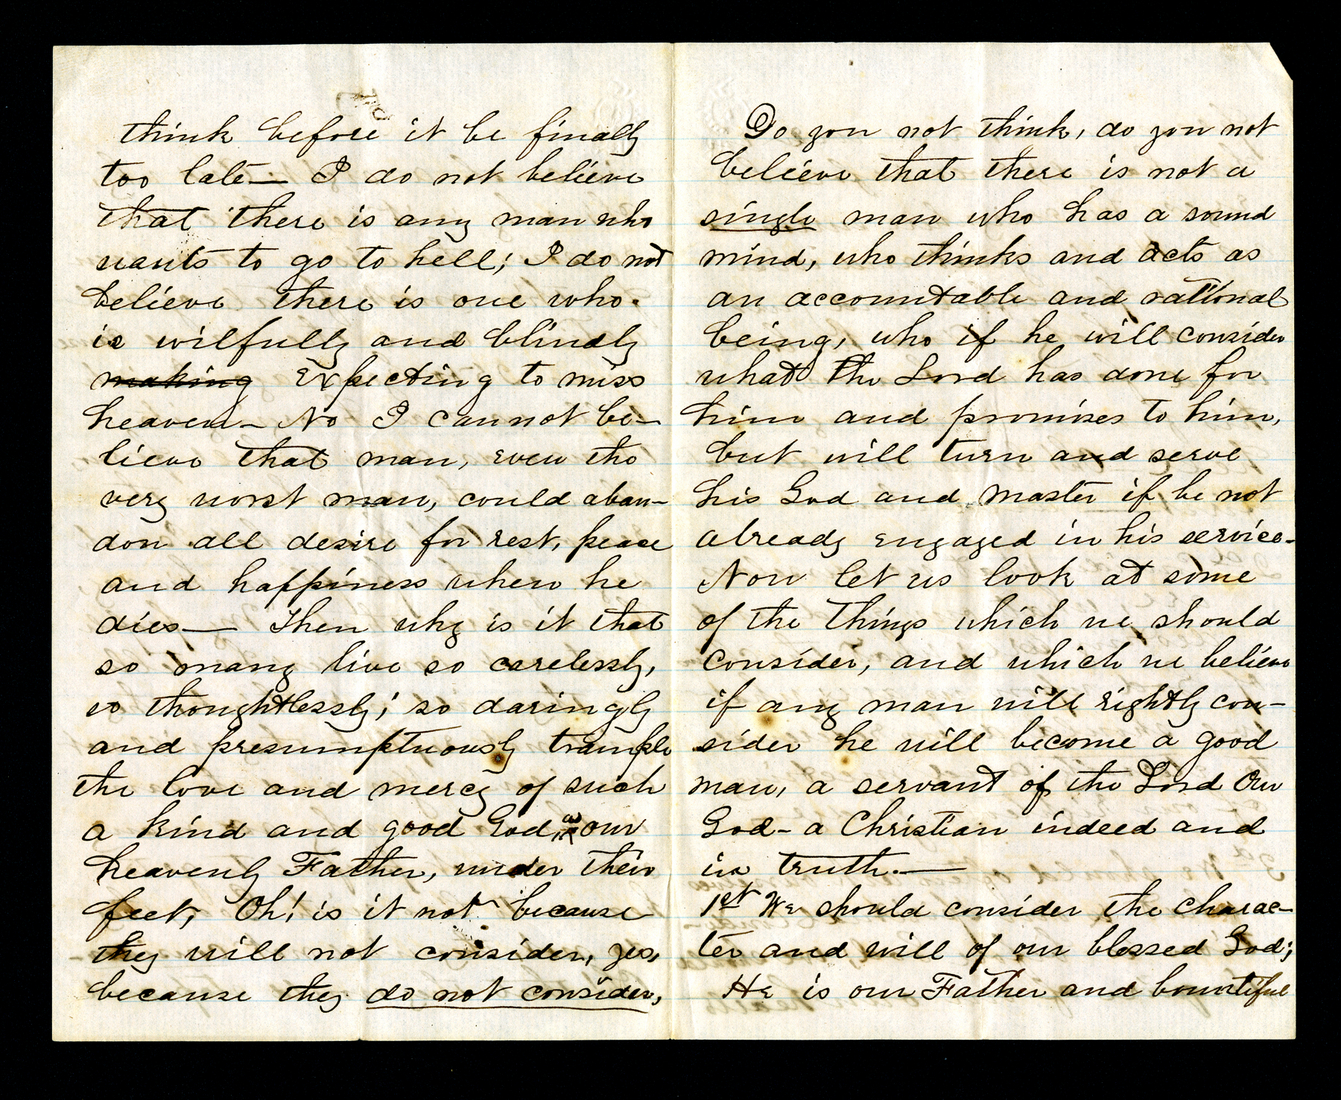 think before it be finally
too late— I do not believe
that there is any man who
wants to go to hell; I do not
believe there is one who
is wilfully and blindly
making expecting to miss
heaven— No I cannot be-
lieve that man, even the
very worst man, could aban-
don all desire for rest, peace
and happiness when he
dies— Then why is it that
so many live so carelessly,
so thoughtlessly; so daringly
and presumptuously trample
the love and mercy of such
a kind and good God, as our
heavenly Father, under their
feet, Oh! is it not because
they will not consider, yes,
because they do not consider,
Do you not think, do you not
believe that there is not a
single man who has a sound
mind, who thinks and acts as
an accountable and rational
being, who if he will consider
what the Lord has done for
him and promises to him,
but will turn and serve
his God and Master if he not
already engaged in his service-
Now let us look at some
of the things which we should
consider, and which we believe
if any man will rightly con-
sider he will become a good
man, a servant of the Lord Our
God- a Christian indeed and
in truth.—
1st We should consider the charac-
ter and will of our blessed God;
He is our Father and bountiful